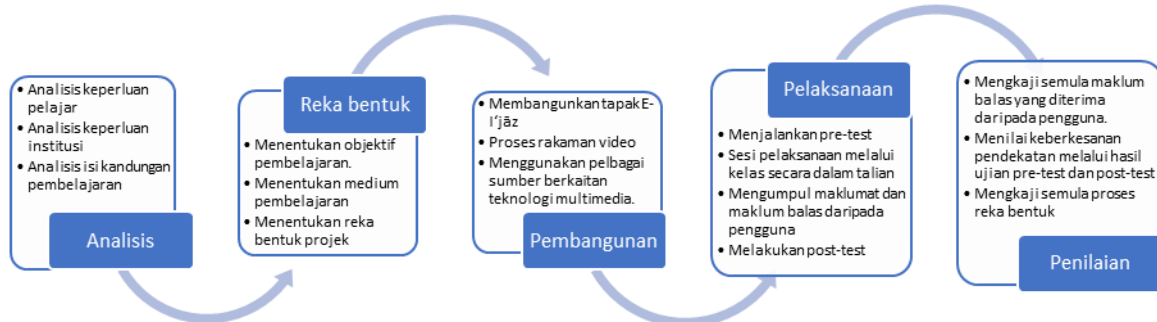 • Analisis keperluan
pelajar
• Analisis keperluan
institusi
• Analisis isi kandungan
pembelajaran
Analisis
Reka bentuk
• Menentukan objektif
pembelajaran.
• Menentukan medium
pembelajaran
• Menentukan reka
bentuk projek
• Membangunkan tapak E-
I‘jāz
• Proses rakaman video
• Menggunakan pelbagai
sumber berkaitan
teknologi multimedia.
Pembangunan
Pelaksanaan
• Menjalankan pre-test
• Sesi pelaksanaan melalui
kelas secara dalam talian
• Mengumpul maklumat dan
maklum balas daripada
pengguna
• Melakukan post-test
• Mengkaji semula maklum
balas yang diterima
daripada pengguna.
• Menilai keberkesanan
pendekatan melalui hasil
ujian pre-test dan post-test
• Mengkaji semula proses
reka bentuk
Penilaian